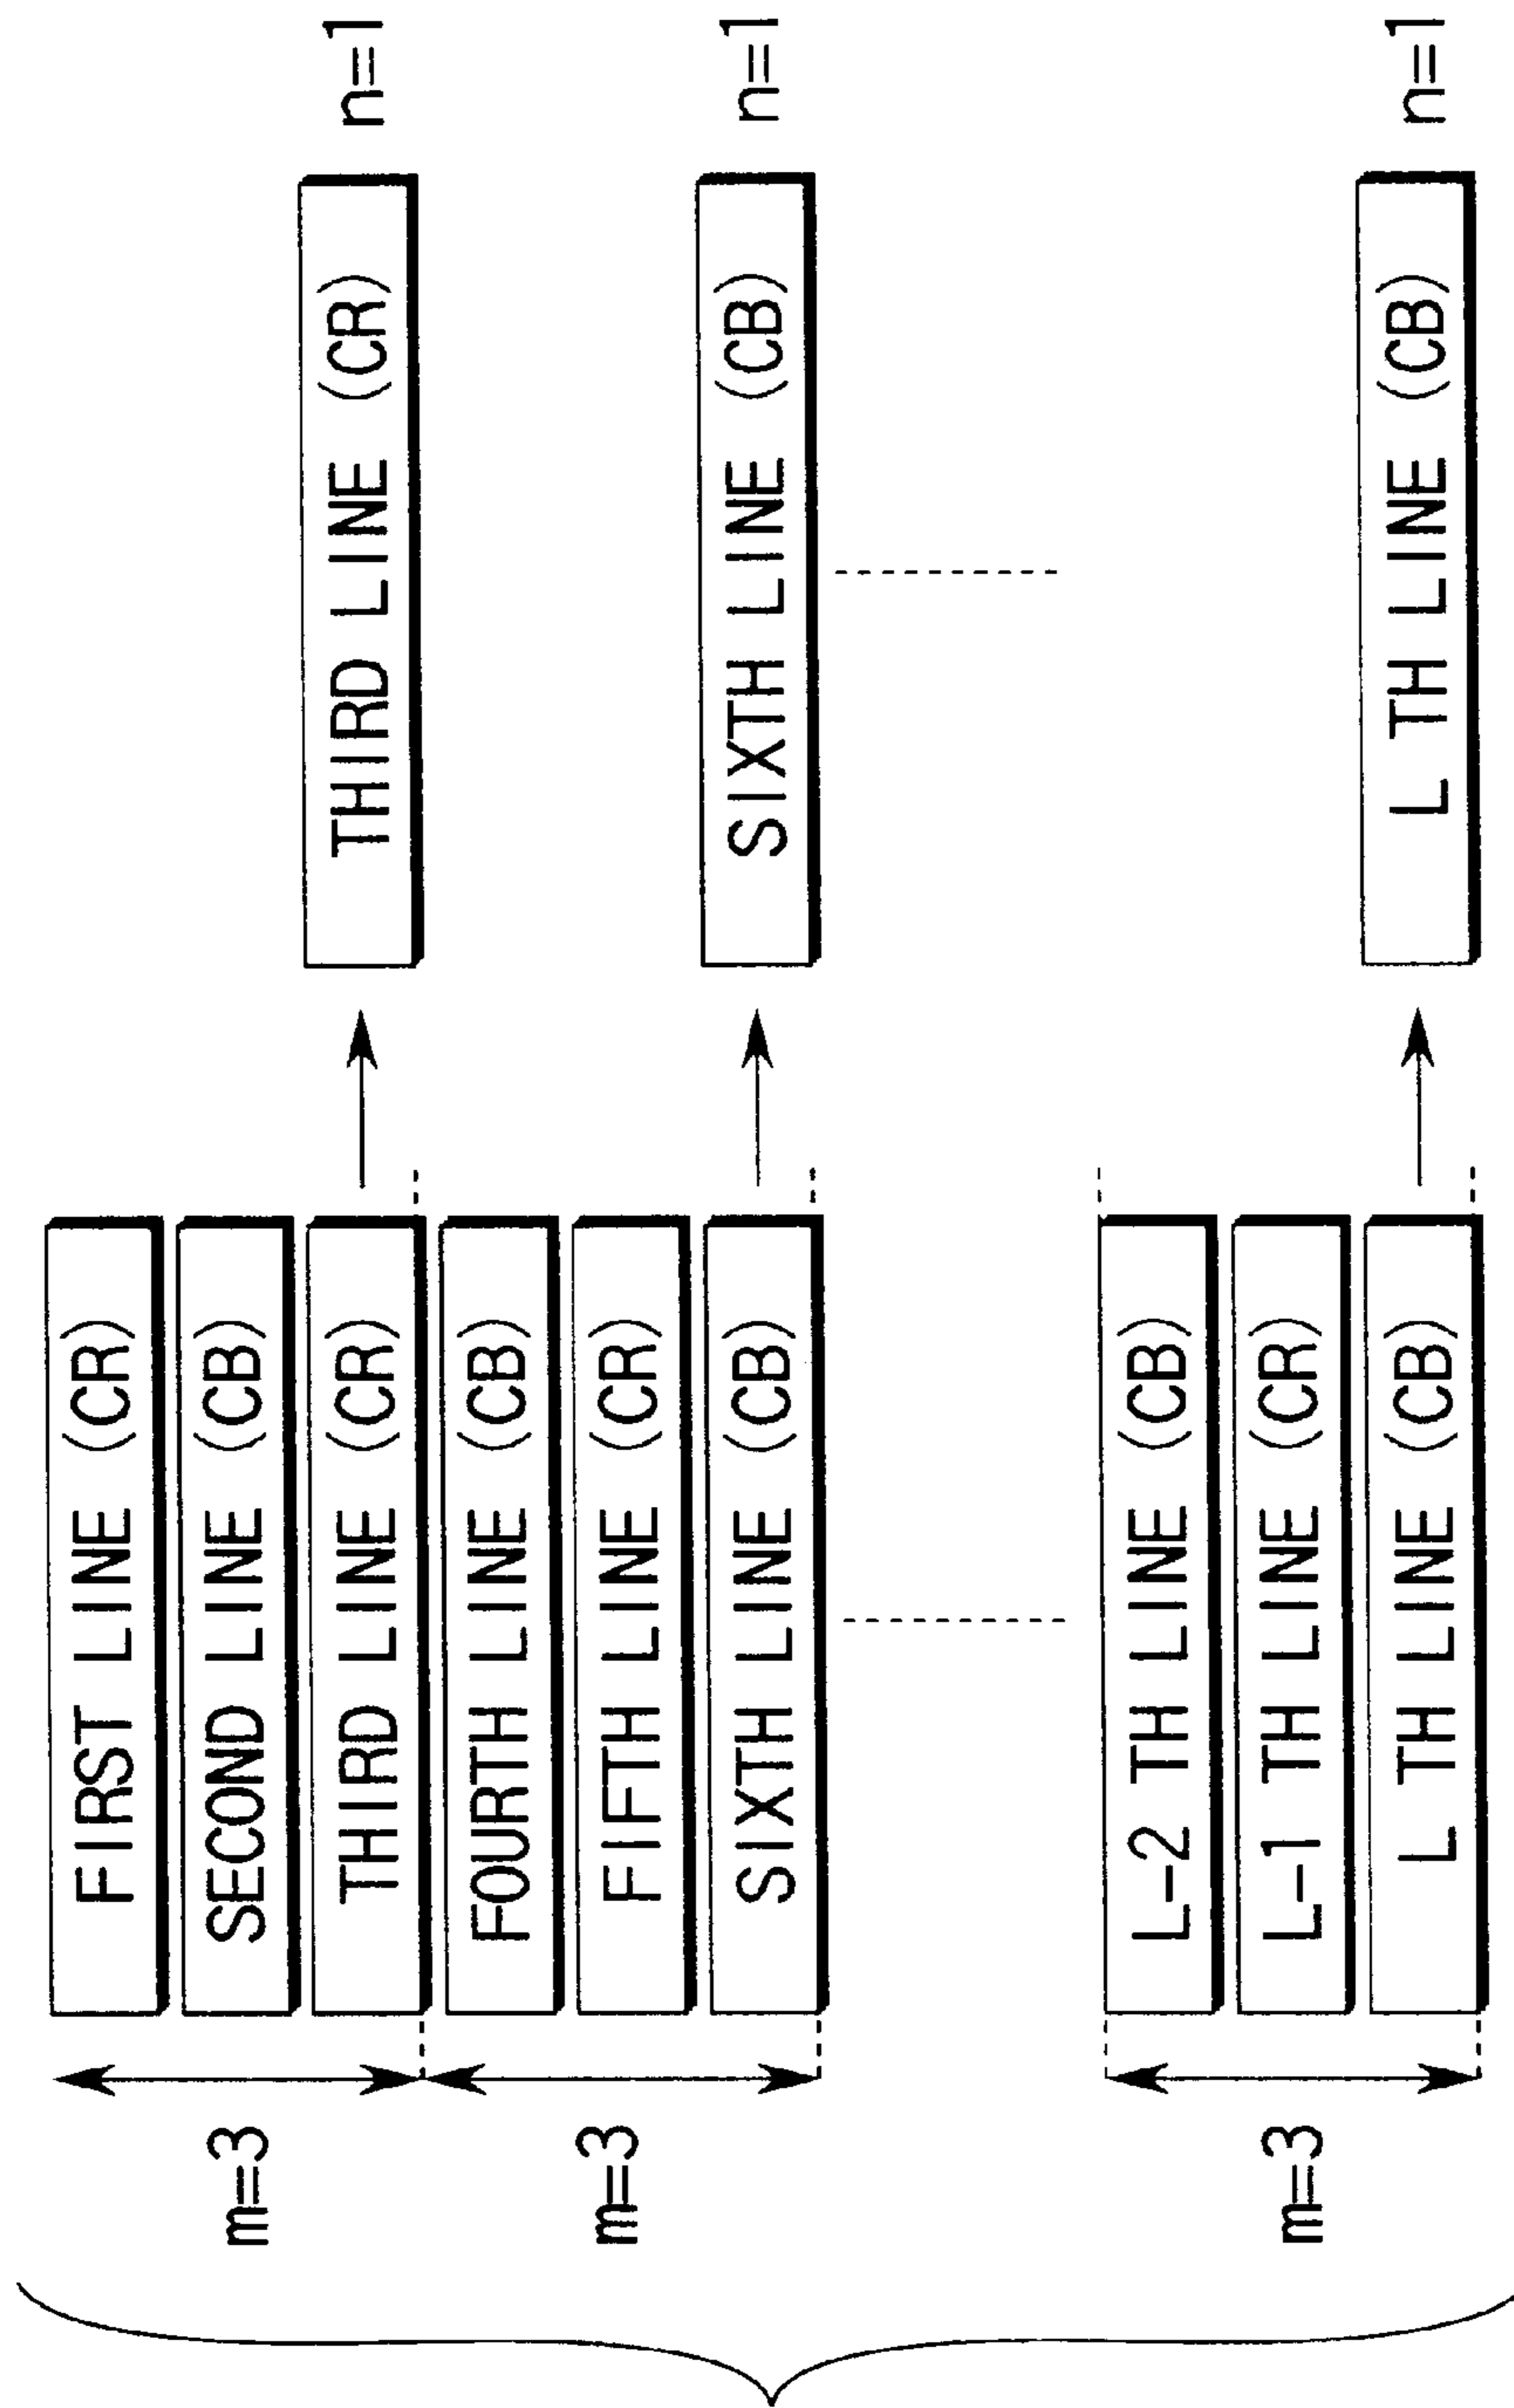 m=3
FIRST LINE (CR)
SECOND LINE (CB)
THIRD LINE (CR)
THIRD LINE (CR)
n=1
m=3
FOURTH LINE (CB)
FIFTH LINE (CR)
SIXTH LINE (CB)
SIXTH LINE (CB)
n=1
m=3
L-2 TH LINE (CB)
L-1 TH LINE (CR)
L TH LINE (CB)
L TH LINE (CB)
n=1